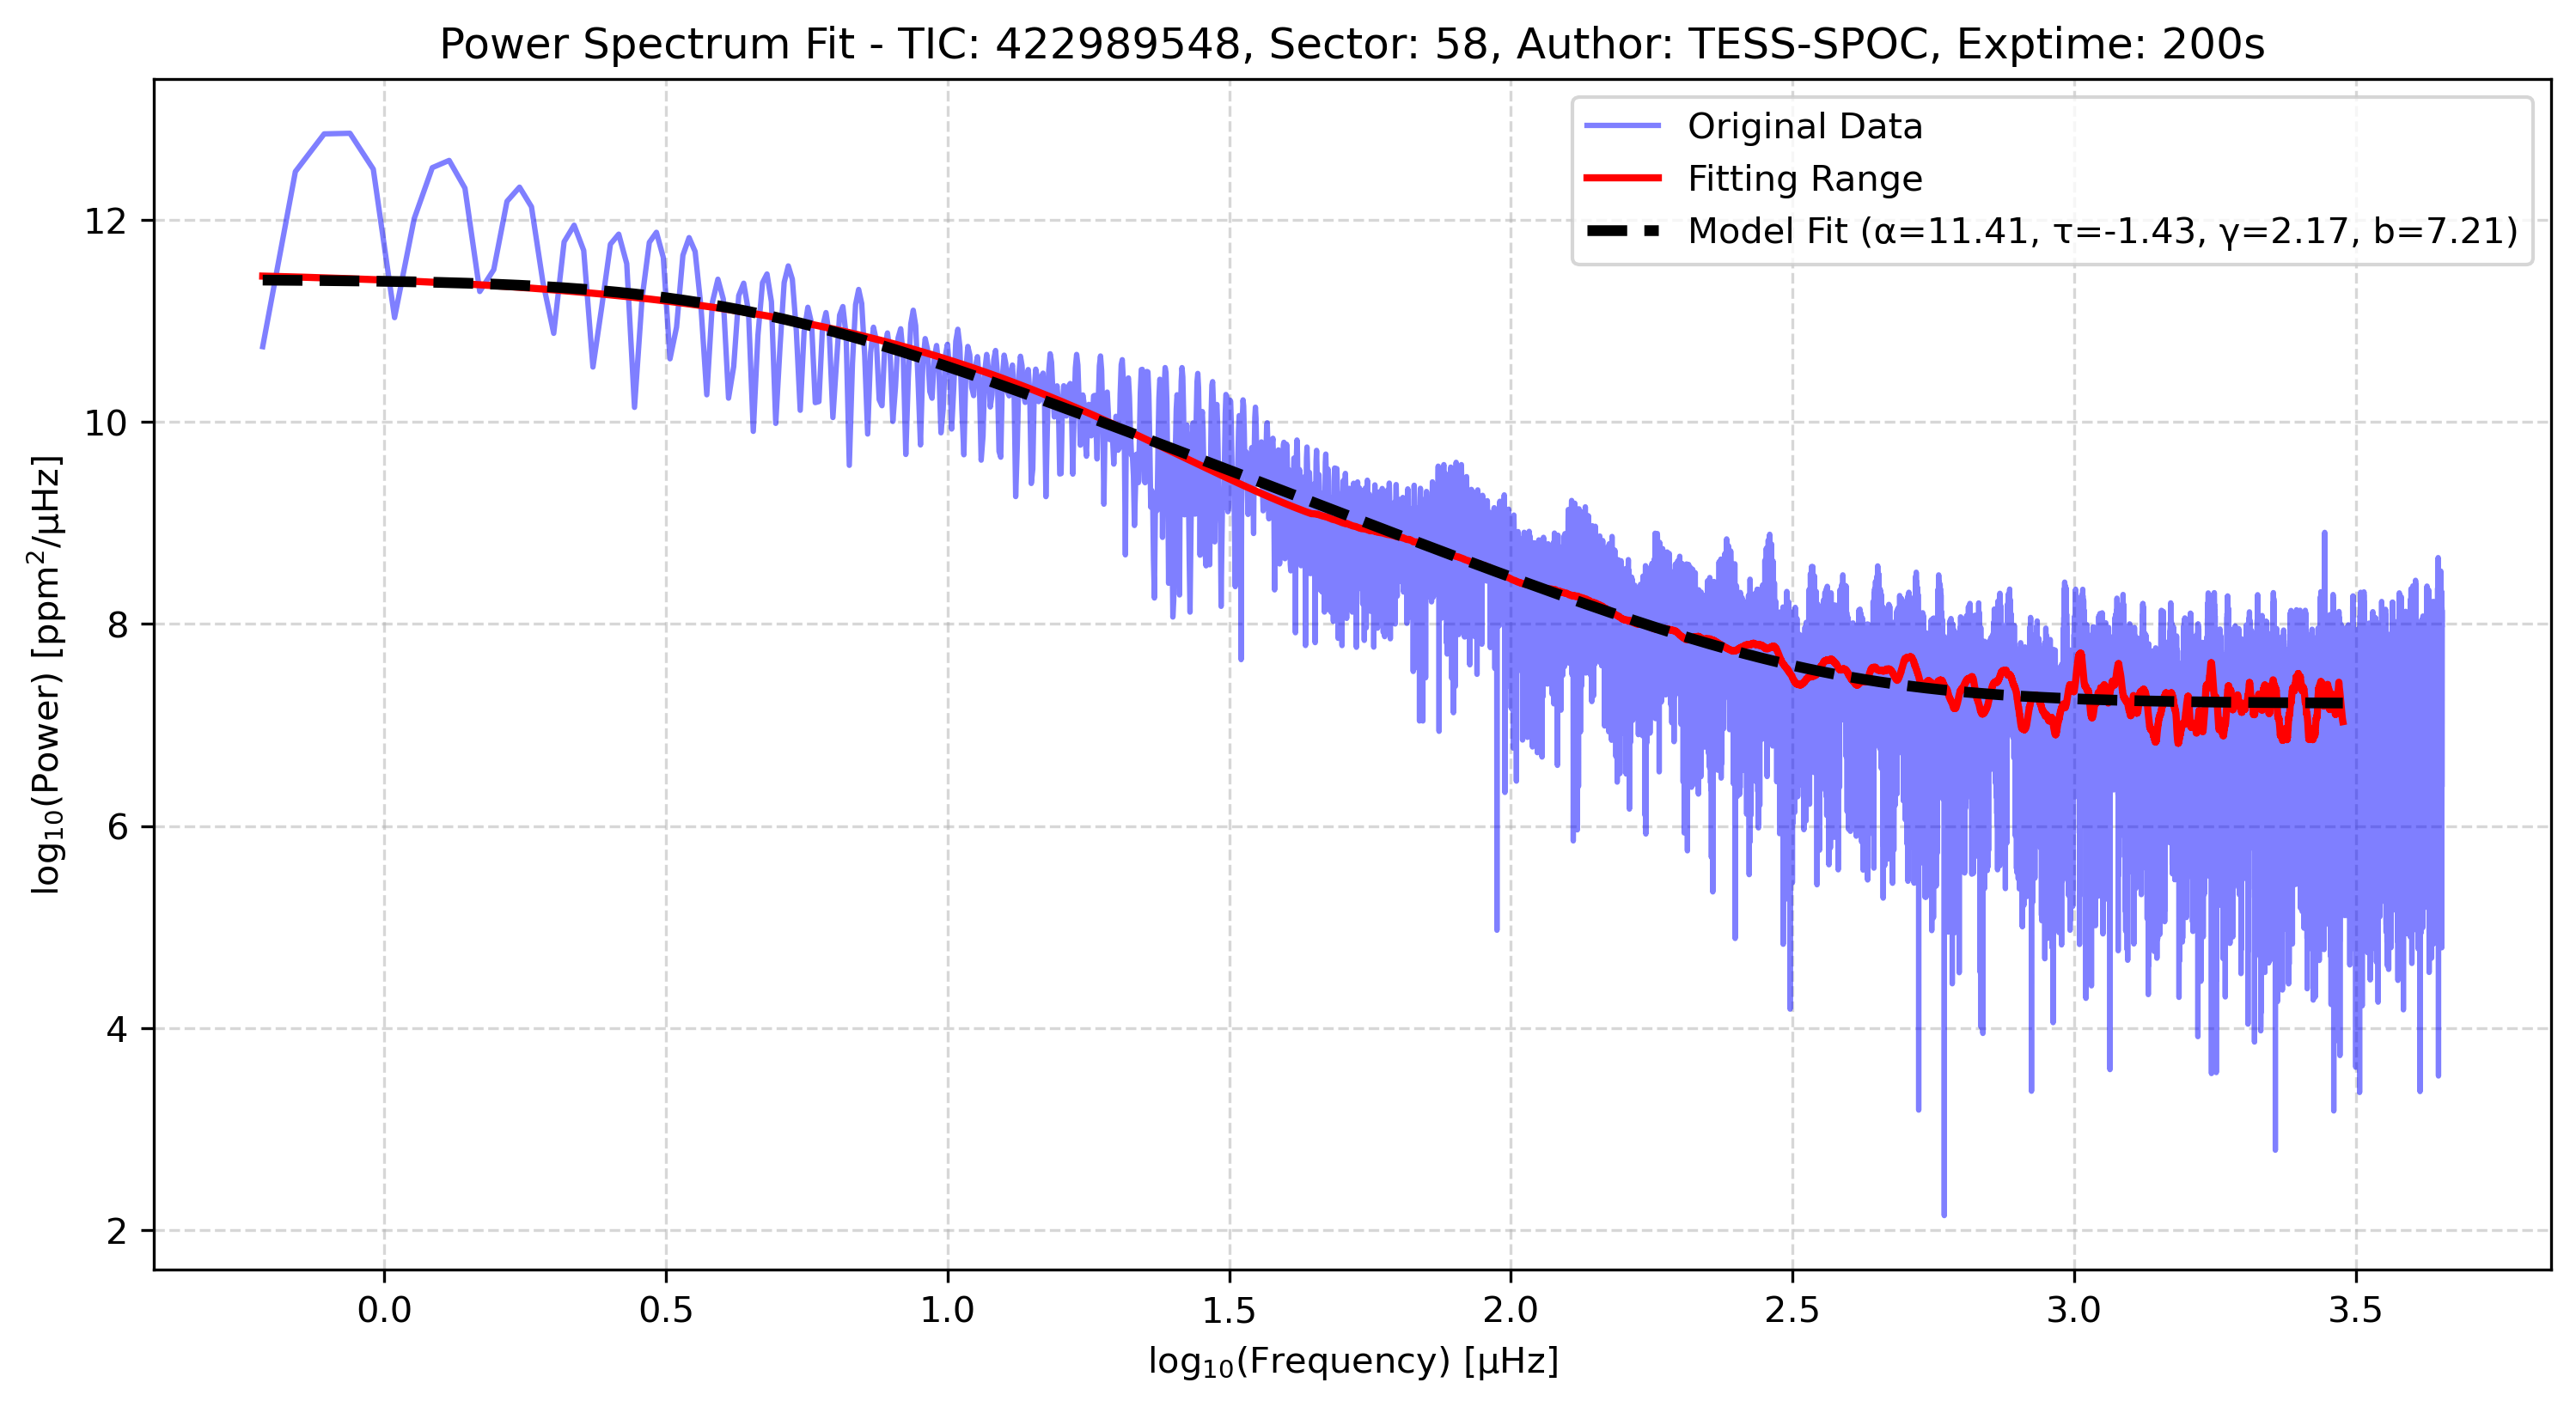 Power Spectrum Fit - TIC: 422989548, Sector: 58, Author: TESS-SPOC, Exptime: 200s
Original Data
Fitting Range
Model Fit (α=11.41, τ=-1.43, γ=2.17, b=7.21)
log₁₀(Power) [ppm²/μHz]
12
10
8
6
4
2
0.0 0.5 1.0 1.5 2.0 2.5 3.0 3.5
log₁₀(Frequency) [μHz]